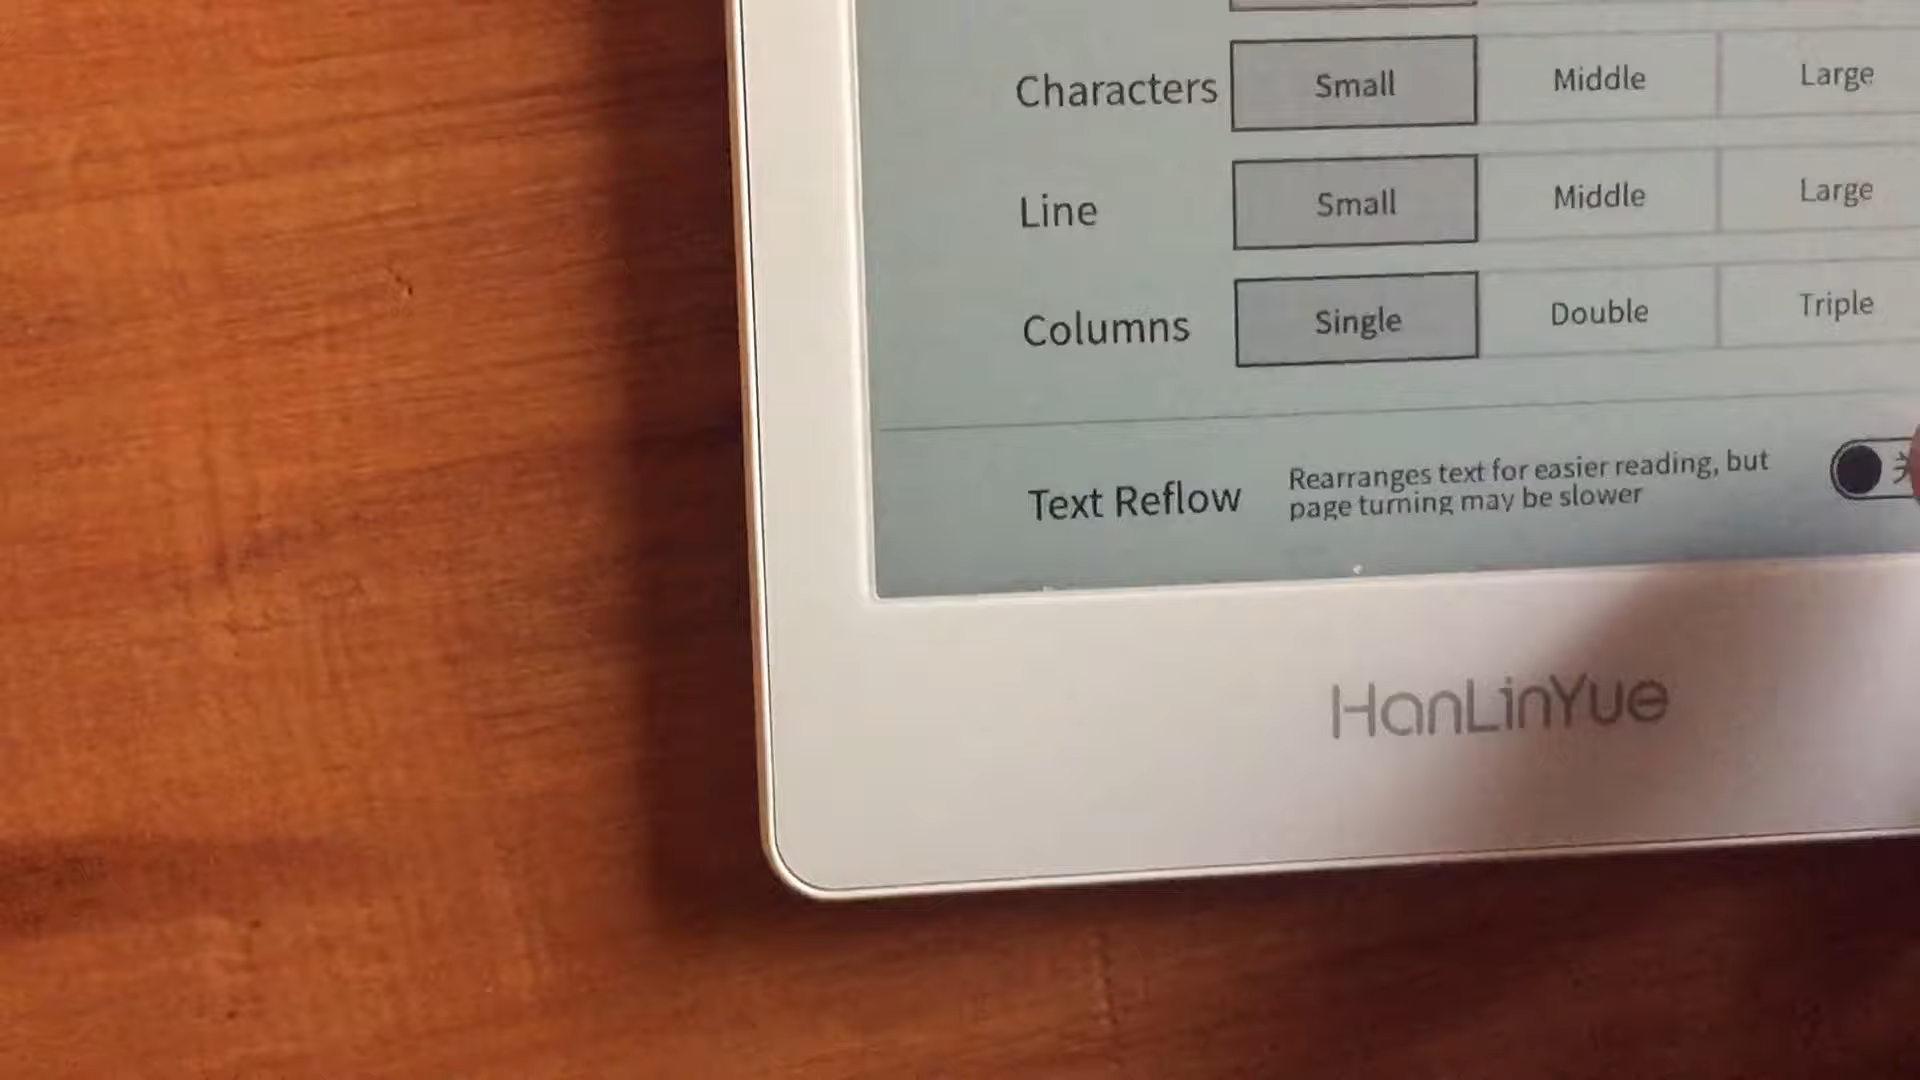 Characters Small Middle Large
Line Small Middle Large
Columns Single Double Triple
Text Reflow
Rearranges text for easier reading, but
page turning may be slower
HanLinYue